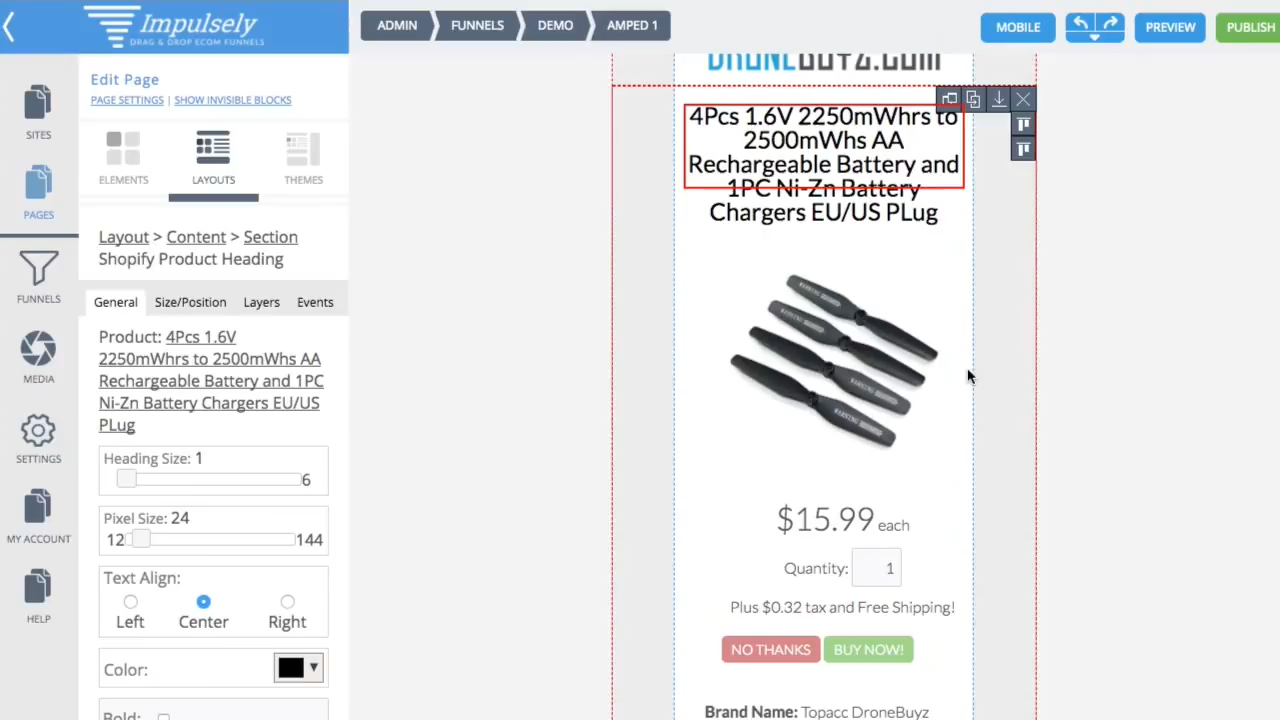 Impulsely
DRAG & DROP ECOM FUNNELS
ADMIN
FUNNELS
DEMO
AMPED 1
MOBILE
PREVIEW
PUBLISH
SITES
PAGES
FUNNELS
MEDIA
SETTINGS
MY ACCOUNT
HELP
Edit Page
PAGE SETTINGS | SHOW INVISIBLE BLOCKS
ELEMENTS
LAYOUTS
THEMES
Layout > Content > Section
Shopify Product Heading
General
Size/Position
Layers
Events
Product: 4Pcs 1.6V
2250mWhrs to 2500mWhs AA
Rechargeable Battery and 1PC
Ni-Zn Battery Chargers EU/US
PLug
Heading Size: 1
6
Pixel Size: 24
12
144
Text Align:
Left
Center
Right
Color:
Bold:
DRONEBUYZ.COM
4Pcs 1.6V 2250mWhrs to
2500mWhs AA
Rechargeable Battery and
1PC Ni-Zn Battery
Chargers EU/US PLug
$15.99 each
Quantity: 1
Plus $0.32 tax and Free Shipping!
NO THANKS
BUY NOW!
Brand Name: Topacc DroneBuyz